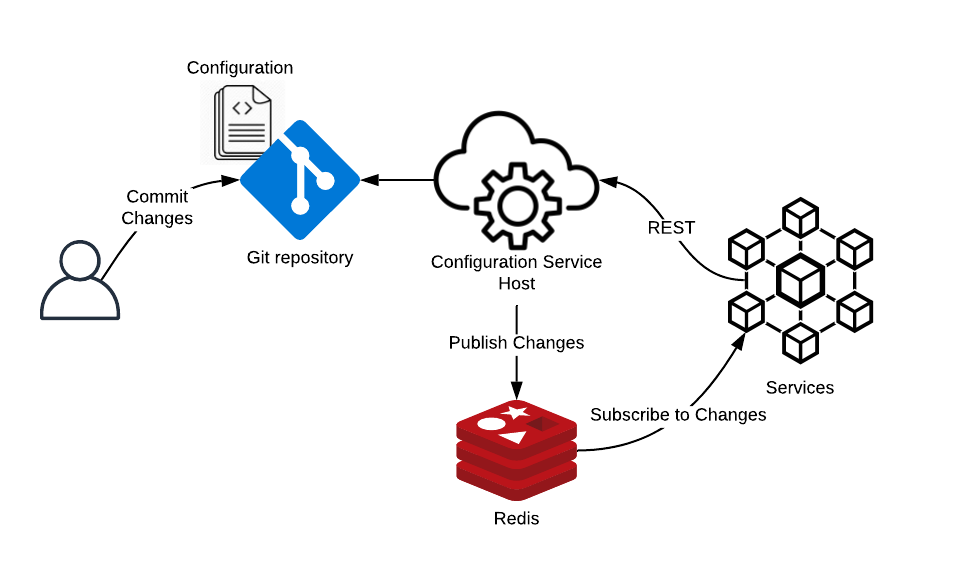 Configuration
Commit
Changes
Git repository
Configuration Service
Host
REST
Publish Changes
Services
Subscribe to Changes
Redis